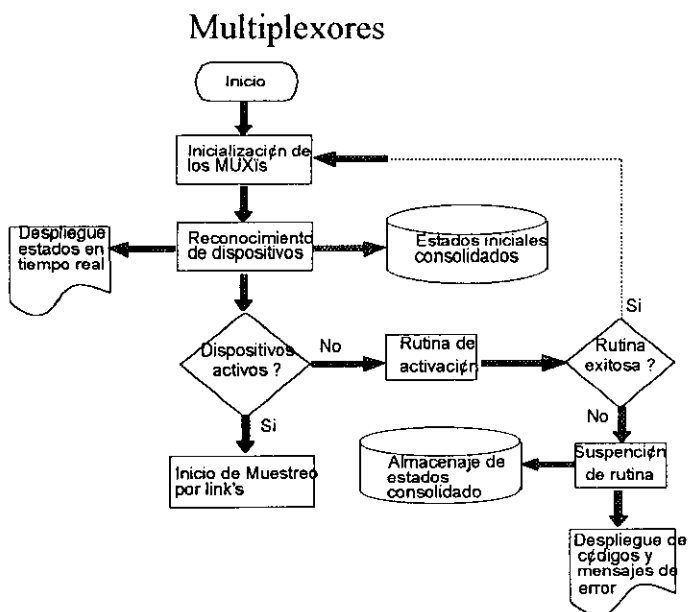 Multiplexores
Inicio
Inicialización de
los MUXïs
Despliegue
estados en
tiempo real
Reconocimiento
de dispositivos
Estados iniciales
consolidados
Si
Dispositivos
activos ?
No
Rutina de
activación
Rutina
exitosa ?
Si
No
Inicio de Muestreo
por link's
Almacenaje de
estados
consolidado
Suspención
de rutina
Despliegue de
códigos y
mensajes de
error